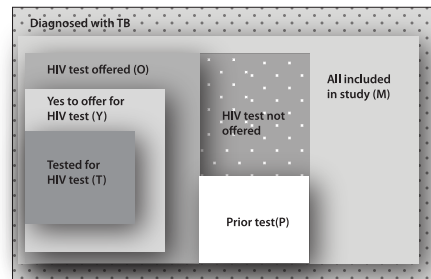 Diagnosed with TB
HIV test offered (O)
Yes to offer for
HIV test (Y)
Tested for
HIV test (T)
HIV test not
offered
Prior test(P)
All included
in study (M)